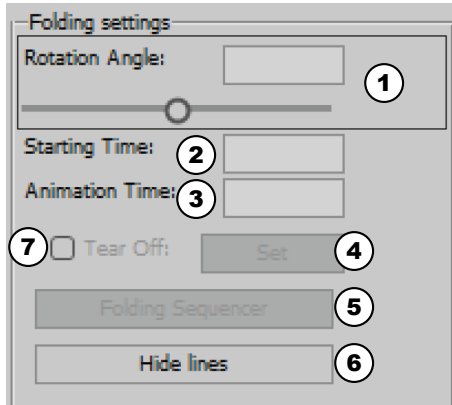 Folding settings
Rotation Angle:
1
Starting Time:
2
Animation Time:
3
7 Tear Off: Set 4
Folding Sequencer 5
Hide lines 6